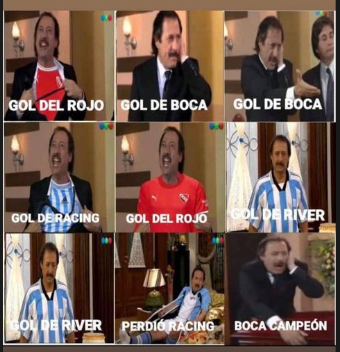 GOL DEL ROJO
GOL DE BOCA
GOL DE BOCA
GOL DE RACING
GOL DEL ROJO
GOL DE RIVER
GOL DE RIVER
PERDIÓ RACING
BOCA CAMPEÓN